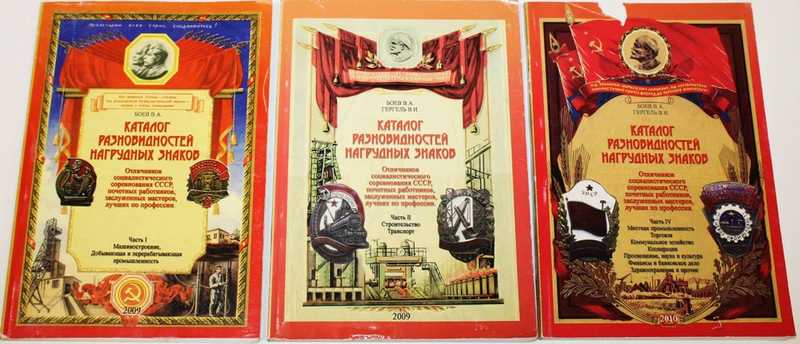 Пролетарии всех стран, соединяйтесь!
БОЕВ В.А.
КАТАЛОГ
РАЗНОВИДНОСТЕЙ
НАГРУДНЫХ ЗНАКОВ
Отличников
социалистического
соревнования СССР,
почетных работников,
заслуженных мастеров,
лучших по профессии
Часть I
Машиностроение,
Добывающая и перерабатывающая
промышленность
2009
БОЕВ В.А.
ГЕРГЕЛЬ В.И.
КАТАЛОГ
РАЗНОВИДНОСТЕЙ
НАГРУДНЫХ ЗНАКОВ
Отличников
социалистического
соревнования СССР,
почетных работников,
заслуженных мастеров,
лучших по профессии
Часть II
Строительство
Транспорт
2009
БОЕВ В.А.
ГЕРГЕЛЬ В.И.
КАТАЛОГ
РАЗНОВИДНОСТЕЙ
НАГРУДНЫХ ЗНАКОВ
Отличников
социалистического
соревнования СССР,
почетных работников,
заслуженных мастеров,
лучших по профессии
Часть IV
Местная промышленность
Торговля
Коммунальное хозяйство
Кооперация
Просвещение, наука и культура
Финансы и банковское дело
Здравоохранение и прочие
2010